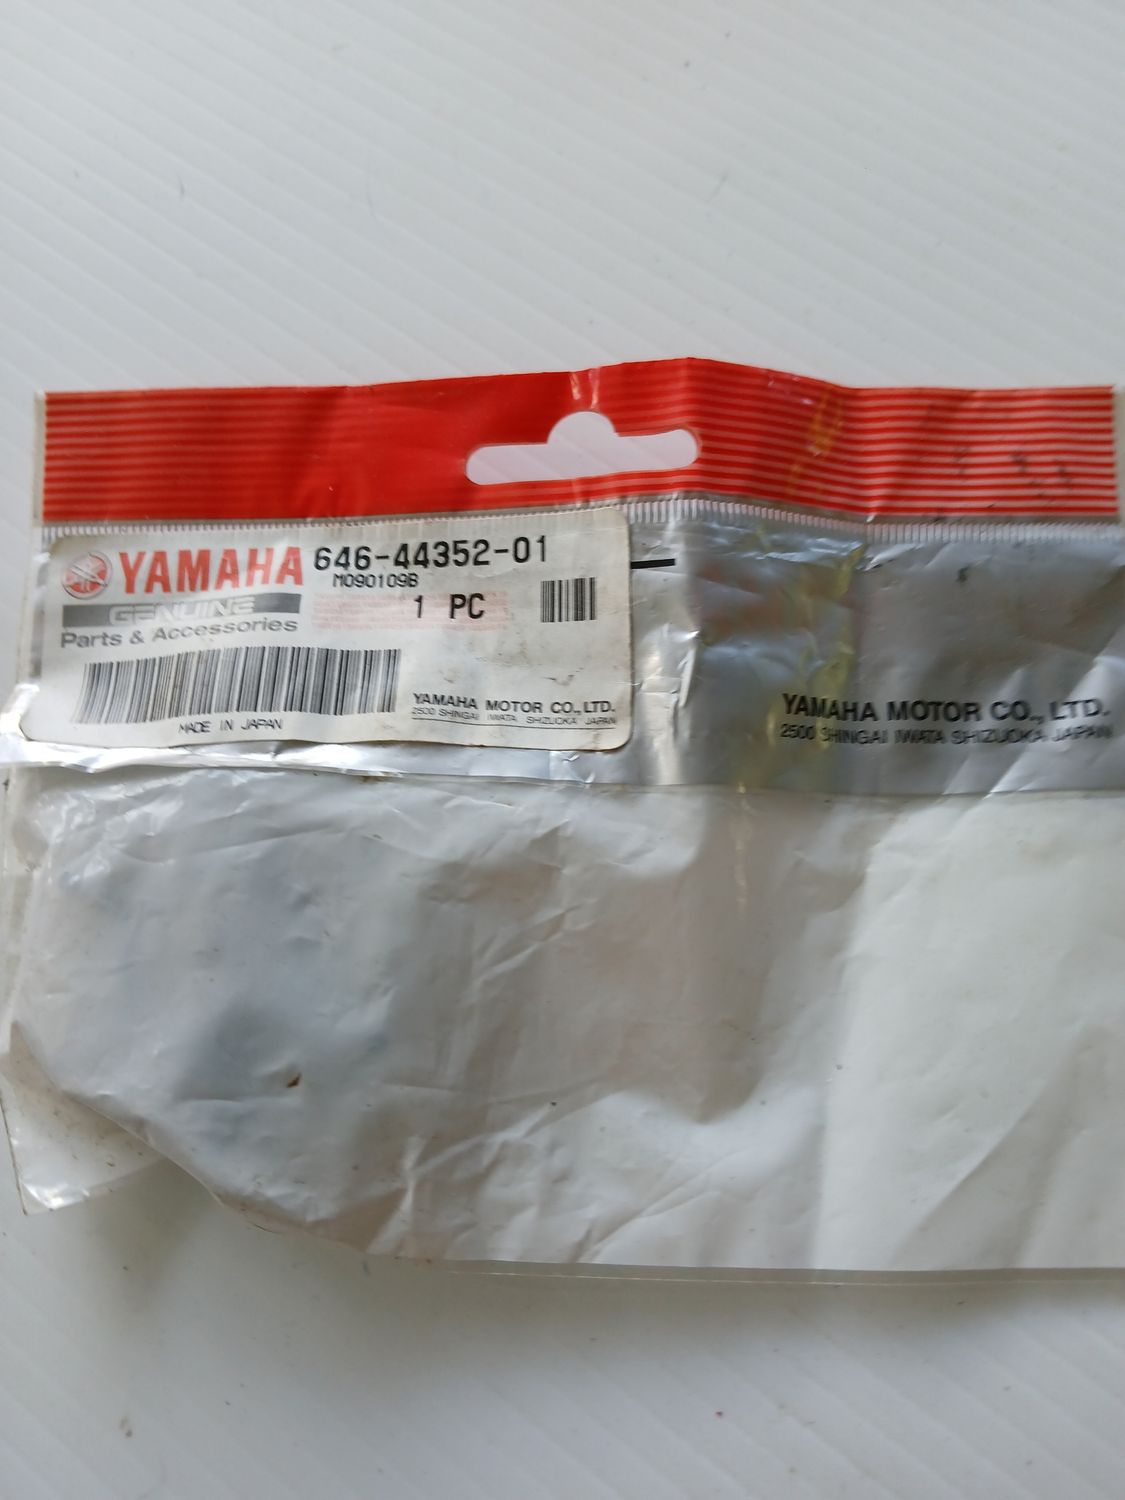 YAMAHA
GENUINE
Parts & Accessories
646-44352-01
M090109B
1 PC
MADE IN JAPAN
YAMAHA MOTOR CO., LTD.
2500 SHINGAI IWATA SHIZUOKA JAPAN
YAMAHA MOTOR CO., LTD.
2500 SHINGAI IWATA SHIZUOKA JAPAN